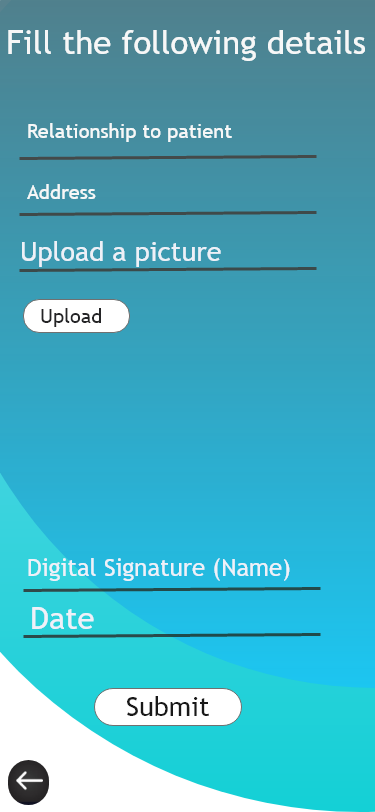 Fill the following details
Relationship to patient
Address
Upload a picture
Upload
Digital Signature (Name)
Date
Submit